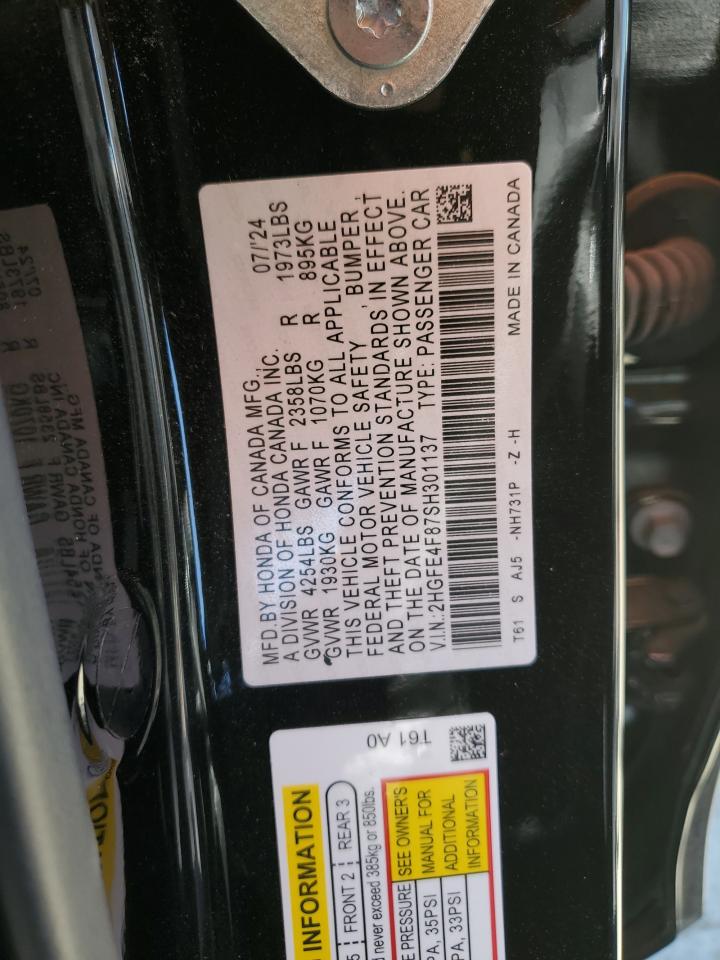 MFD.BY HONDA OF CANADA MFG., 07/'24
A DIVISION OF HONDA CANADA INC.
GVWR 4254LBS GAWR F 2358LBS R 1973LBS
GVWR 1930KG GAWR F 1070KG R 895KG
THIS VEHICLE CONFORMS TO ALL APPLICABLE
FEDERAL MOTOR VEHICLE SAFETY , BUMPER ,
AND THEFT PREVENTION STANDARDS IN EFFECT
ON THE DATE OF MANUFACTURE SHOWN ABOVE.
V.I.N.: 2HGFE4F87SH301137 TYPE: PASSENGER CAR
T61 S AJ5 -NH731P -Z -H MADE IN CANADA
T61 A0
INFORMATION
5 FRONT 2 REAR 3
never exceed 385kg or 850lbs.
PRESSURE SEE OWNER'S
PA, 35PSI MANUAL FOR
ADDITIONAL
PA, 33PSI INFORMATION